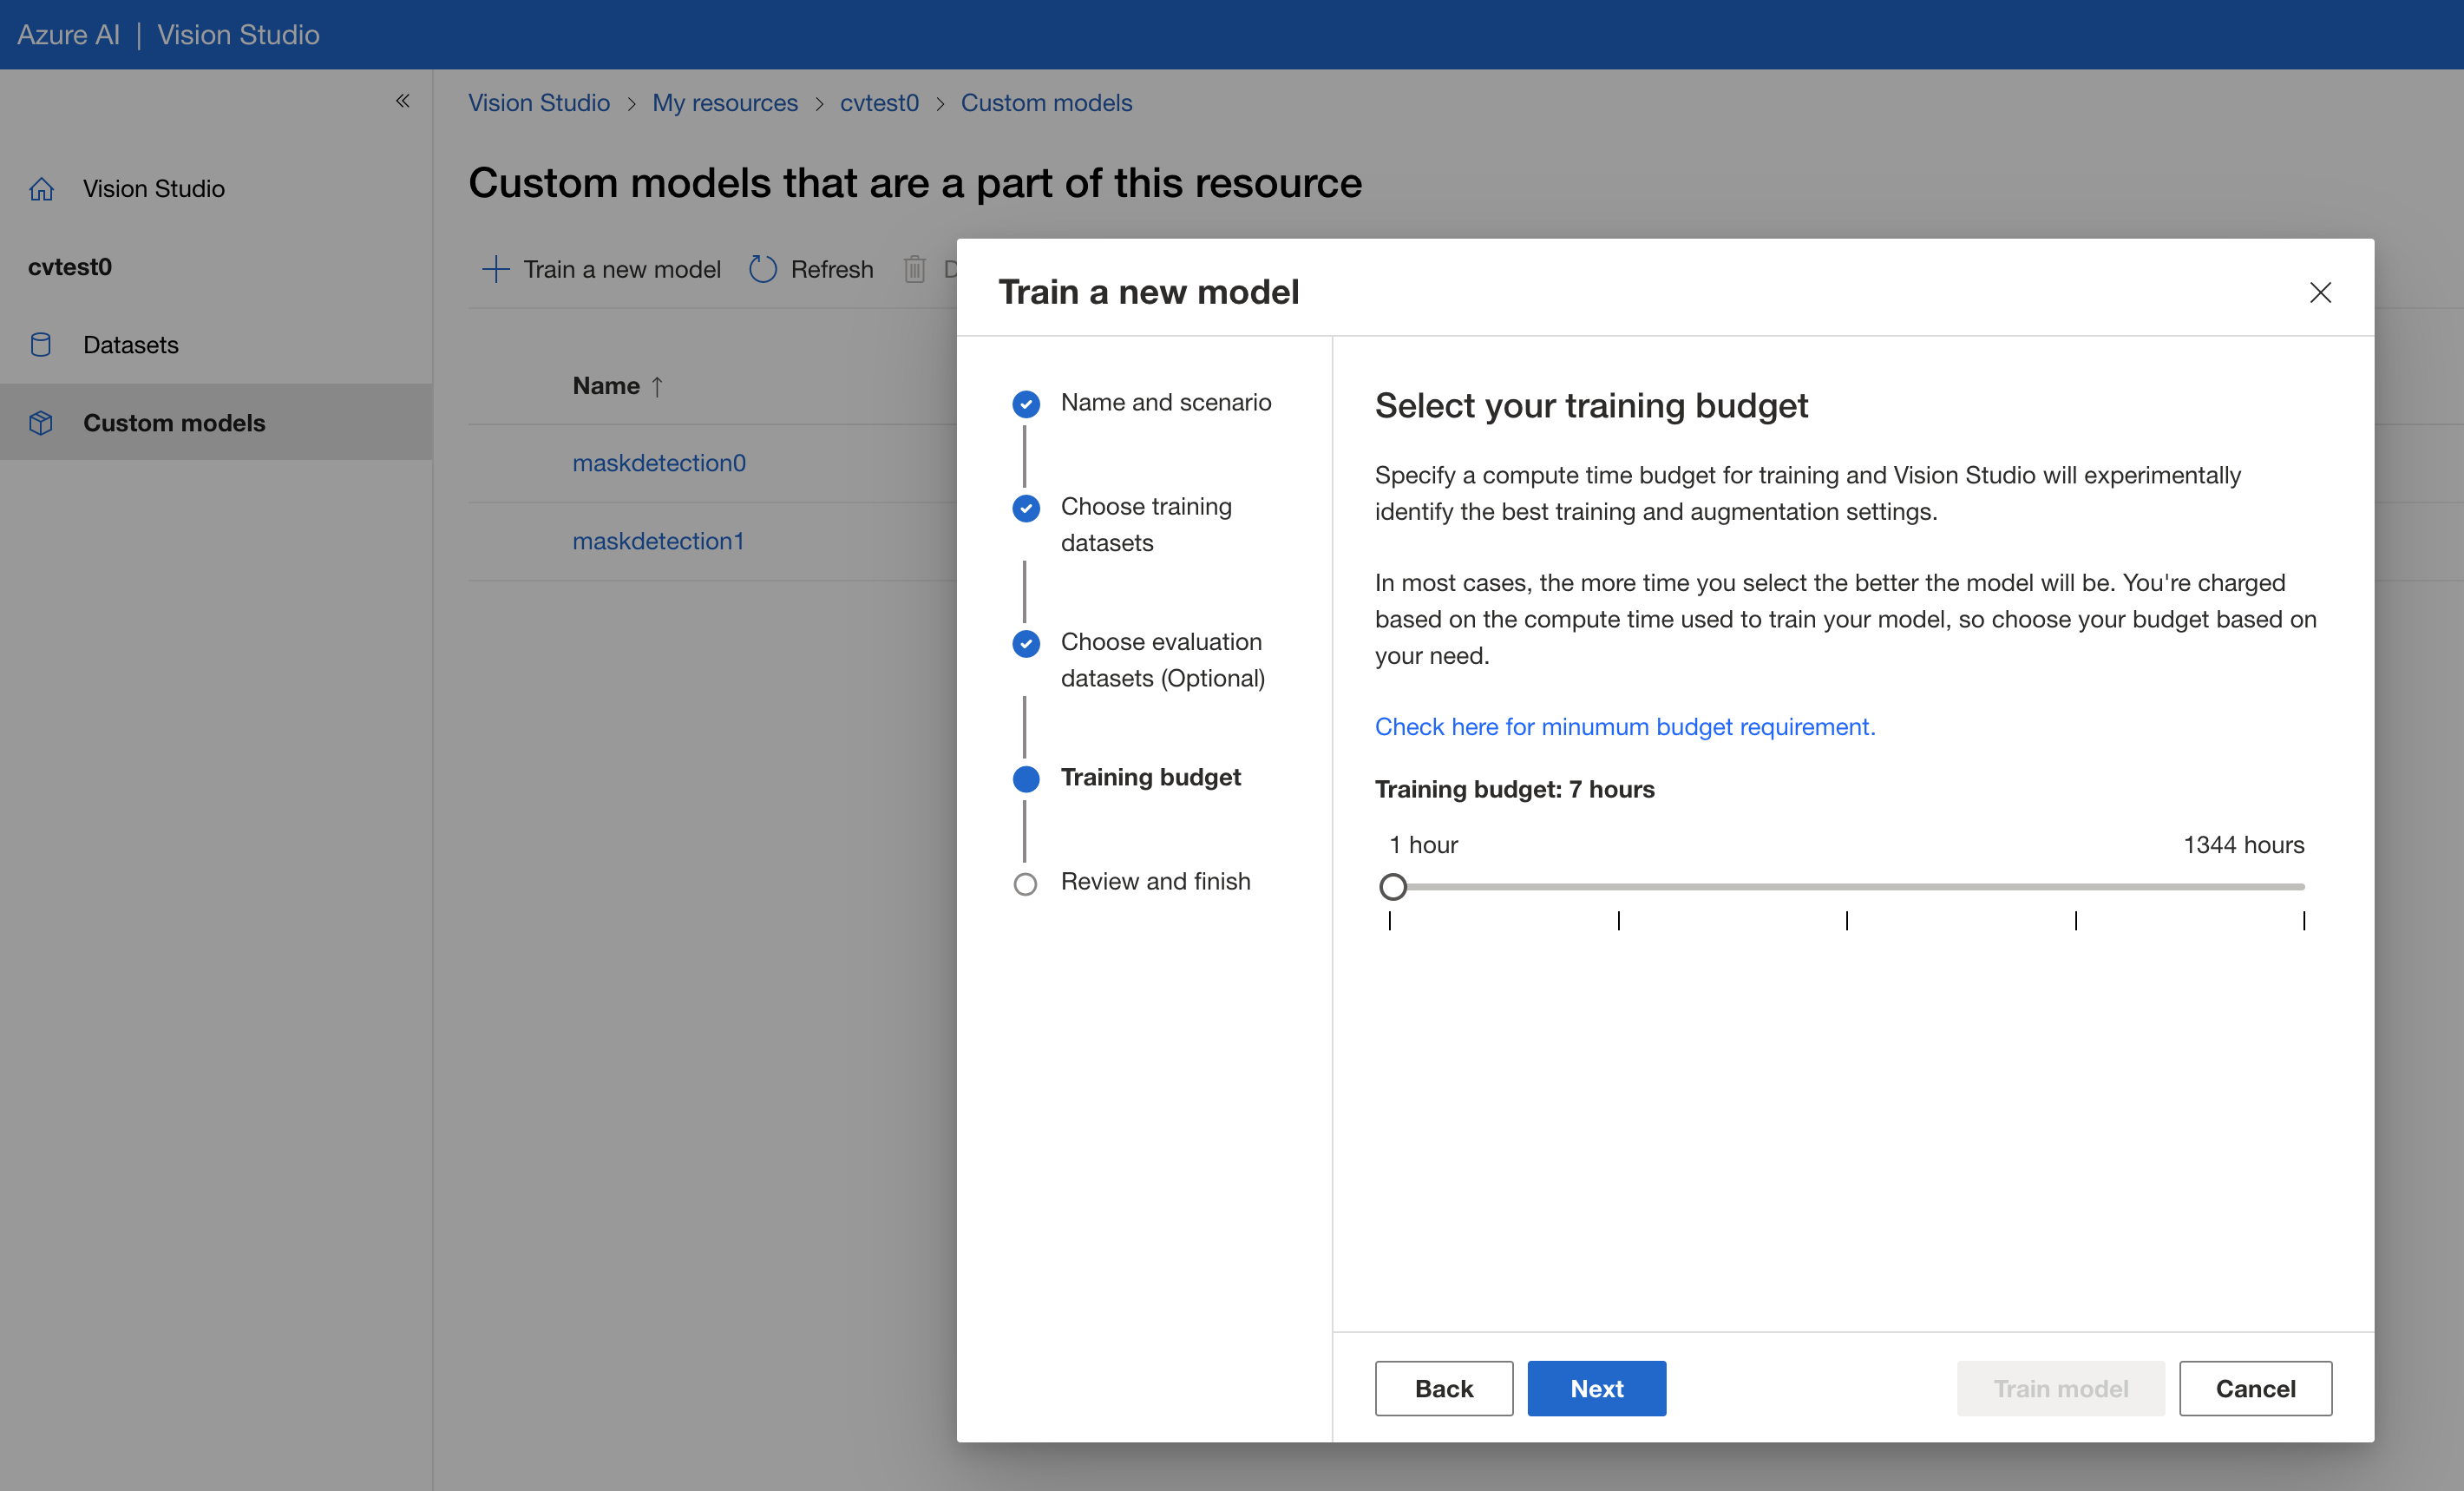 Azure AI | Vision Studio
Vision Studio > My resources > cvtest0 > Custom models
Vision Studio
cvtest0
Datasets
Custom models
Custom models that are a part of this resource
Train a new model Refresh
Name ↑
maskdetection0
maskdetection1
Train a new model
Name and scenario
Choose training
datasets
Choose evaluation
datasets (Optional)
Training budget
Review and finish
Select your training budget
Specify a compute time budget for training and Vision Studio will experimentally
identify the best training and augmentation settings.
In most cases, the more time you select the better the model will be. You're charged
based on the compute time used to train your model, so choose your budget based on
your need.
Check here for minumum budget requirement.
Training budget: 7 hours
1 hour 1344 hours
Back Next Train model Cancel